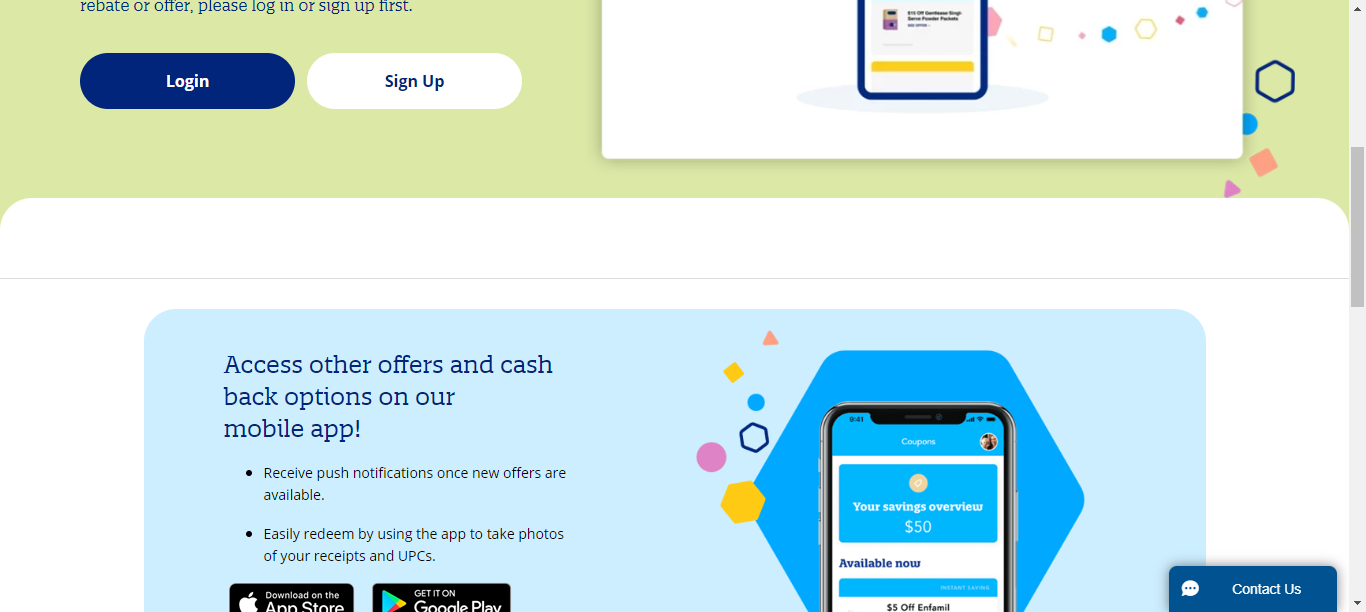 rebate or offer, please log in or sign up first.
Login
Sign Up
$15 Off Gentlease Singl
Serve Powder Packets
SEE OFFER
Access other offers and cash
back options on our
mobile app!
Receive push notifications once new offers are
available.
Easily redeem by using the app to take photos
of your receipts and UPCs.
Download on the
App Store
GET IT ON
Google Play
9:41
Coupons
Your savings overview
$50
Available now
INSTANT SAVING
$5 Off Enfamil
Contact Us